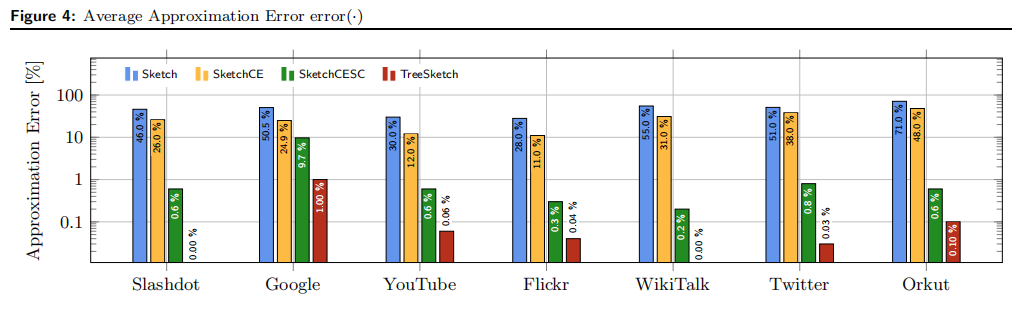 Figure 4: Average Approximation Error error(·)
Approximation Error [%]
Sketch SketchCE SketchCESC TreeSketch
100
10
1
0.1
46.0 % 26.0 % 0.6 % 0.00 %
50.5 % 24.9 % 9.7 % 1.00 %
30.0 % 12.0 % 0.6 % 0.06 %
28.0 % 11.0 % 0.3 % 0.04 %
55.0 % 31.0 % 0.2 % 0.00 %
51.0 % 38.0 % 0.8 % 0.03 %
71.0 % 48.0 % 0.6 % 0.10 %
Slashdot Google YouTube Flickr WikiTalk Twitter Orkut